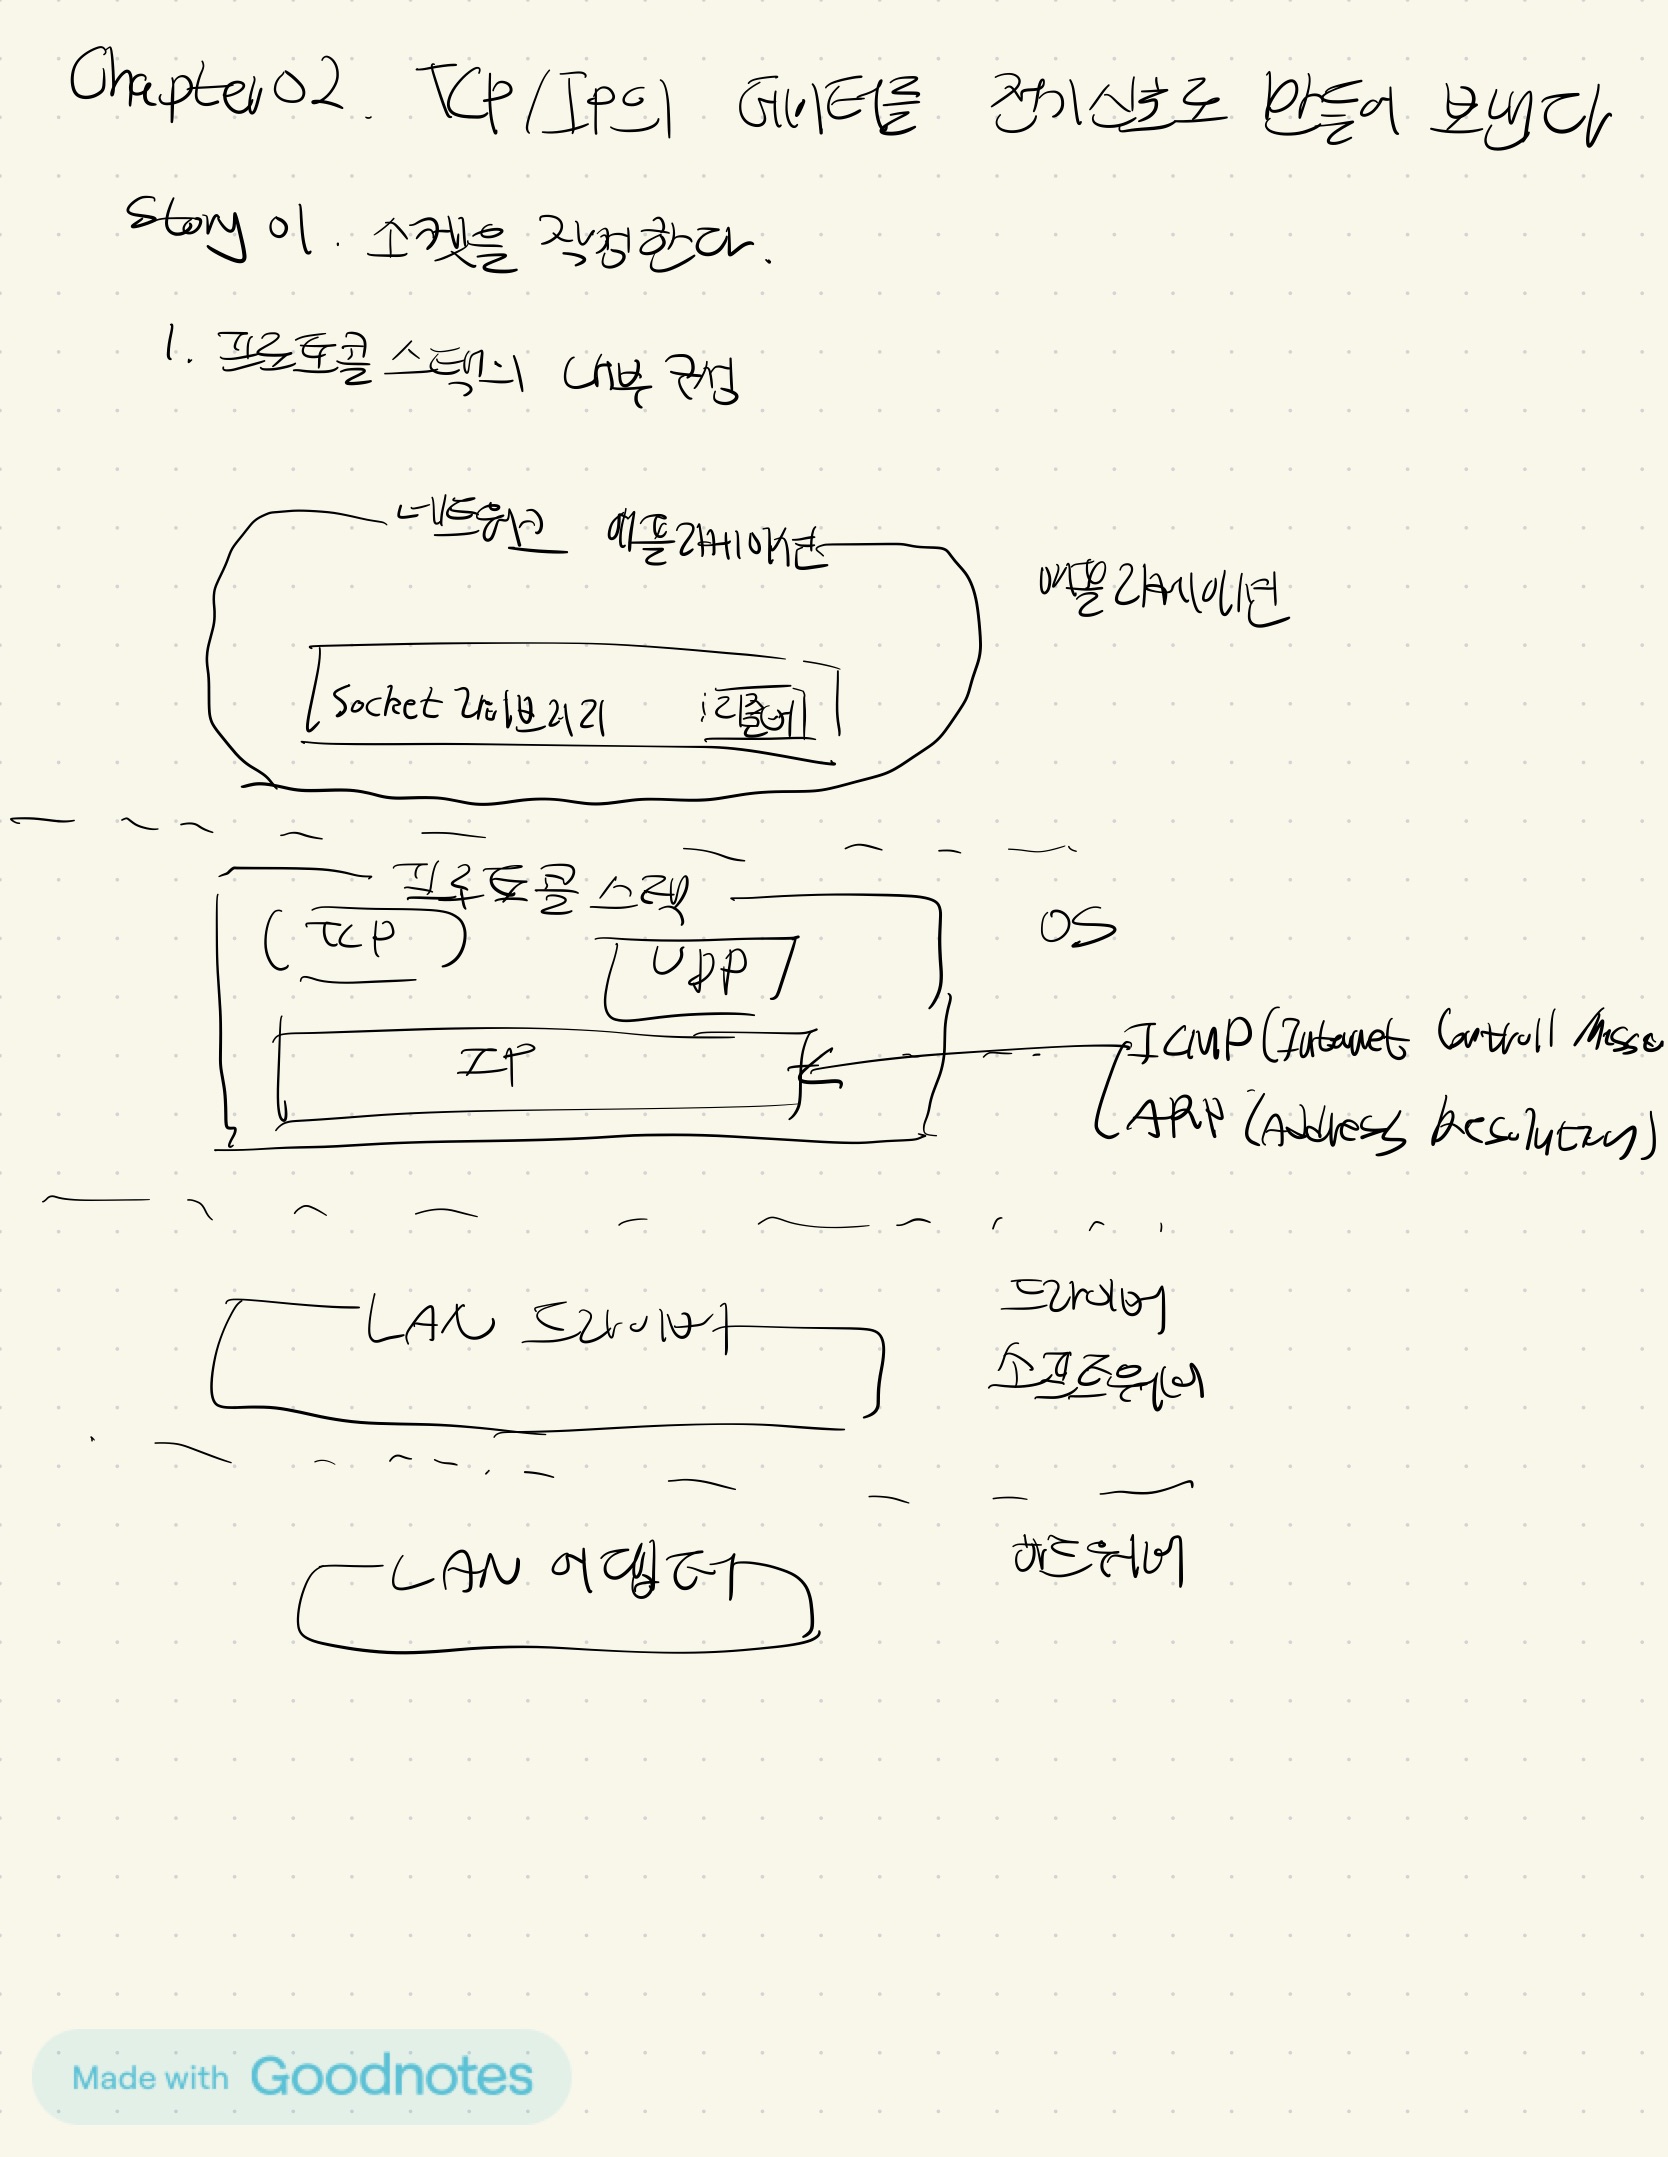 Chapter 02. TCP/IP의 데이터를 전기신호로 만들어 보낸다
Story 01. 소켓을 작성한다.
1. 프로토콜 스택의 내부 구성
네트워크 애플리케이션
애플리케이션
Socket 라이브러리 리졸버
프로토콜 스택
TCP
UDP
OS
IP
ICMP (Internet Controll Messa
ARP (Address Resolution)
LAN 드라이버
드라이버
소프트웨어
LAN 어댑터
하드웨어
Made with Goodnotes